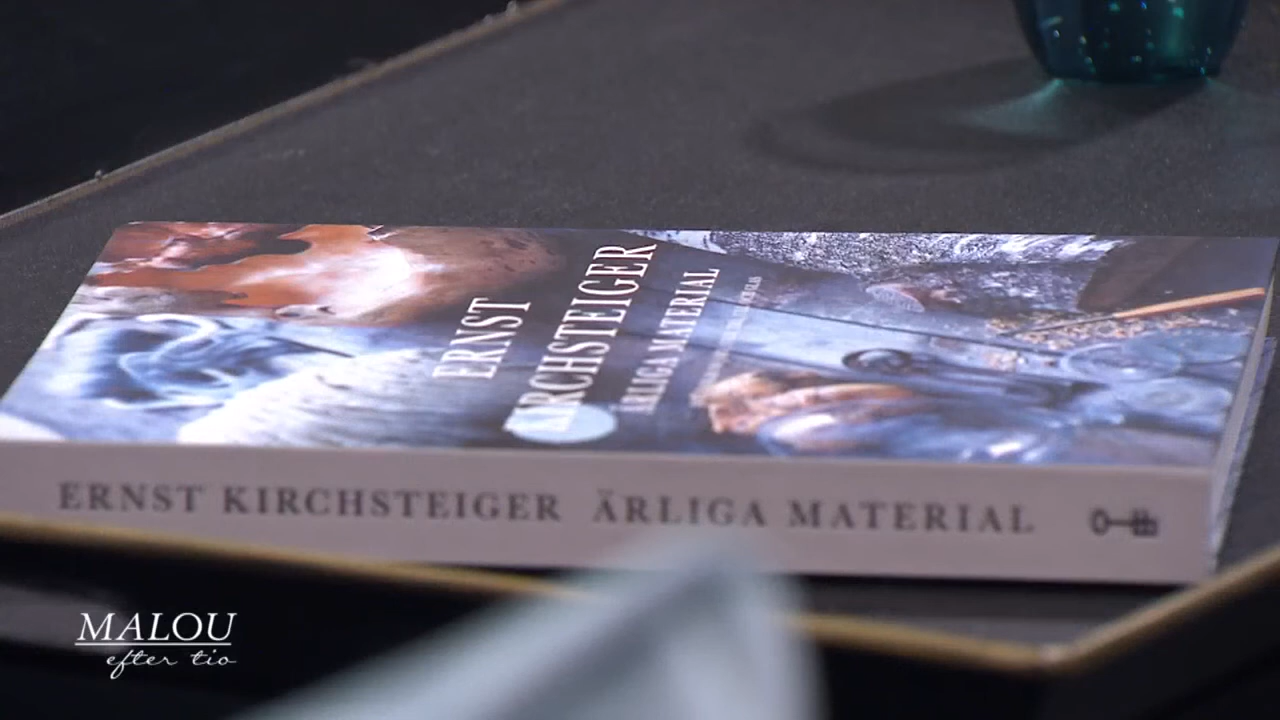 ERNST
KIRCHSTEIGER
ÄRLIGA MATERIAL
ERNST KIRCHSTEIGER ÄRLIGA MATERIAL
MALOU
efter tio